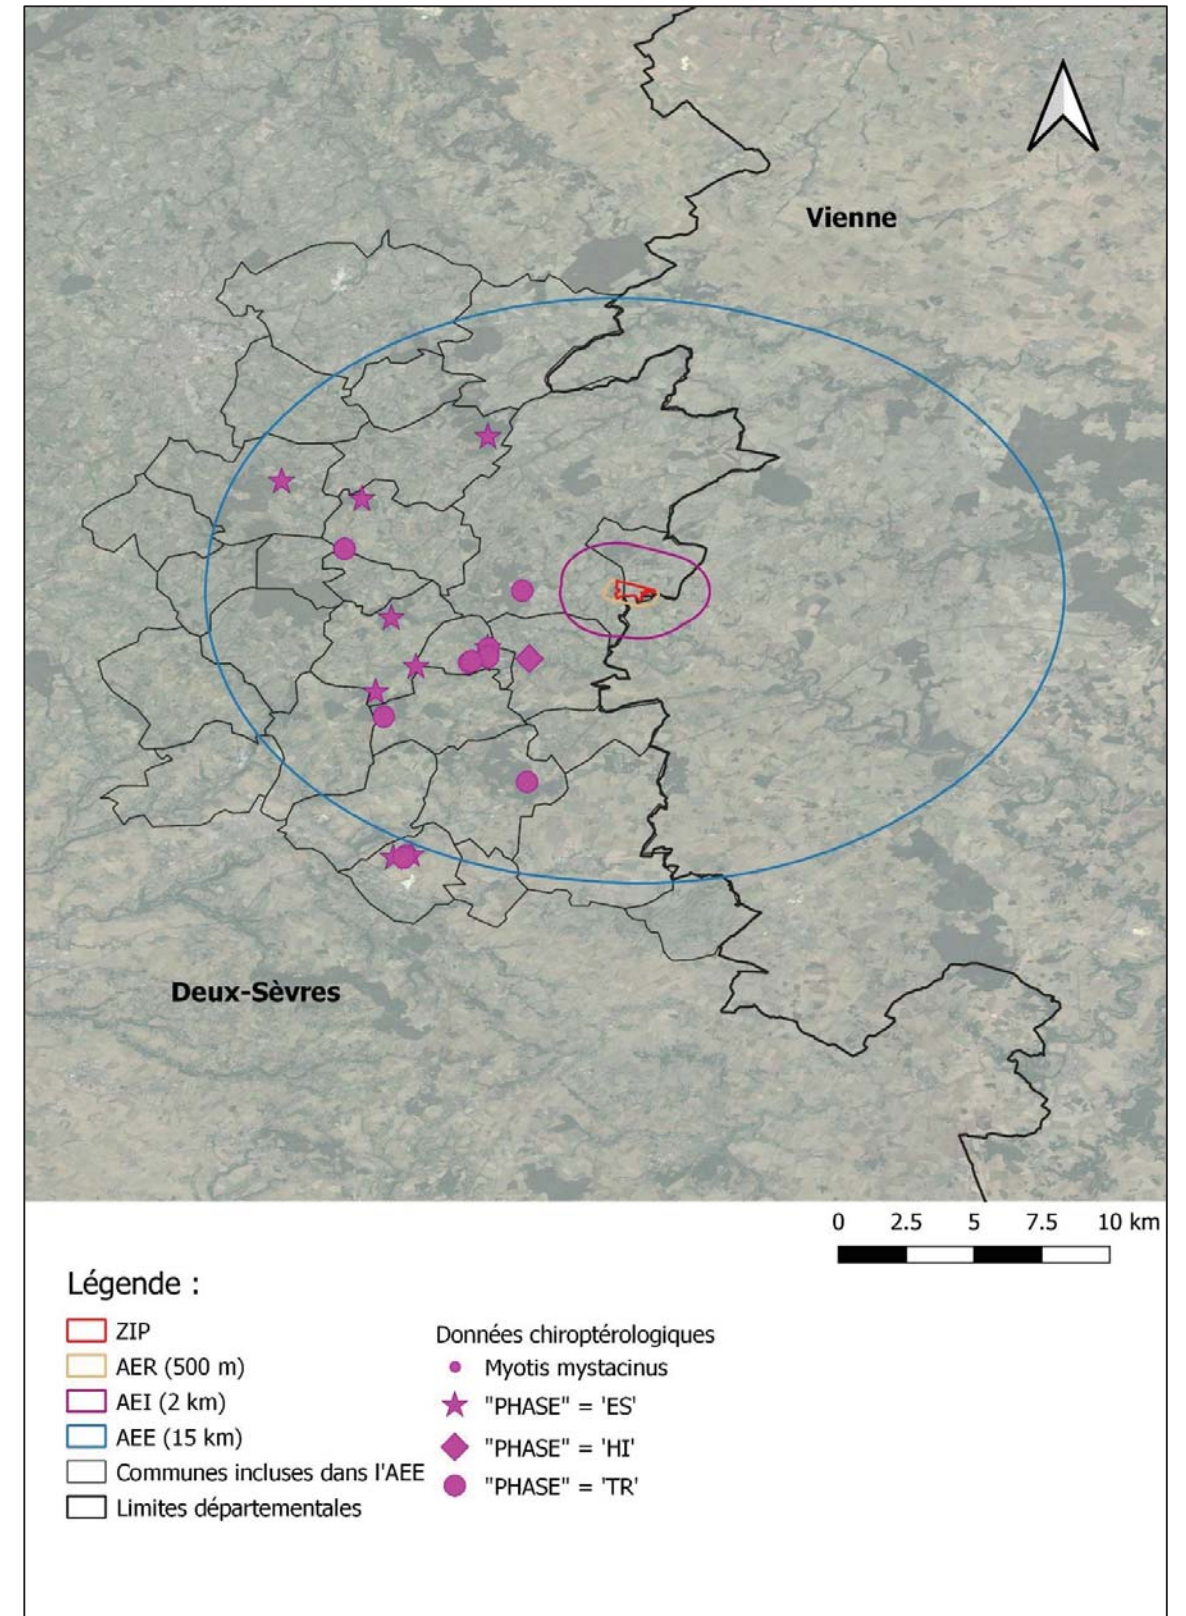 Vienne
Deux-Sèvres
0 2.5 5 7.5 10 km
Légende :
ZIP
AER (500 m)
AEI (2 km)
AEE (15 km)
Communes incluses dans l'AEE
Limites départementales
Données chiroptérologiques
Myotis mystacinus
"PHASE" = 'ES'
"PHASE" = 'HI'
"PHASE" = 'TR'